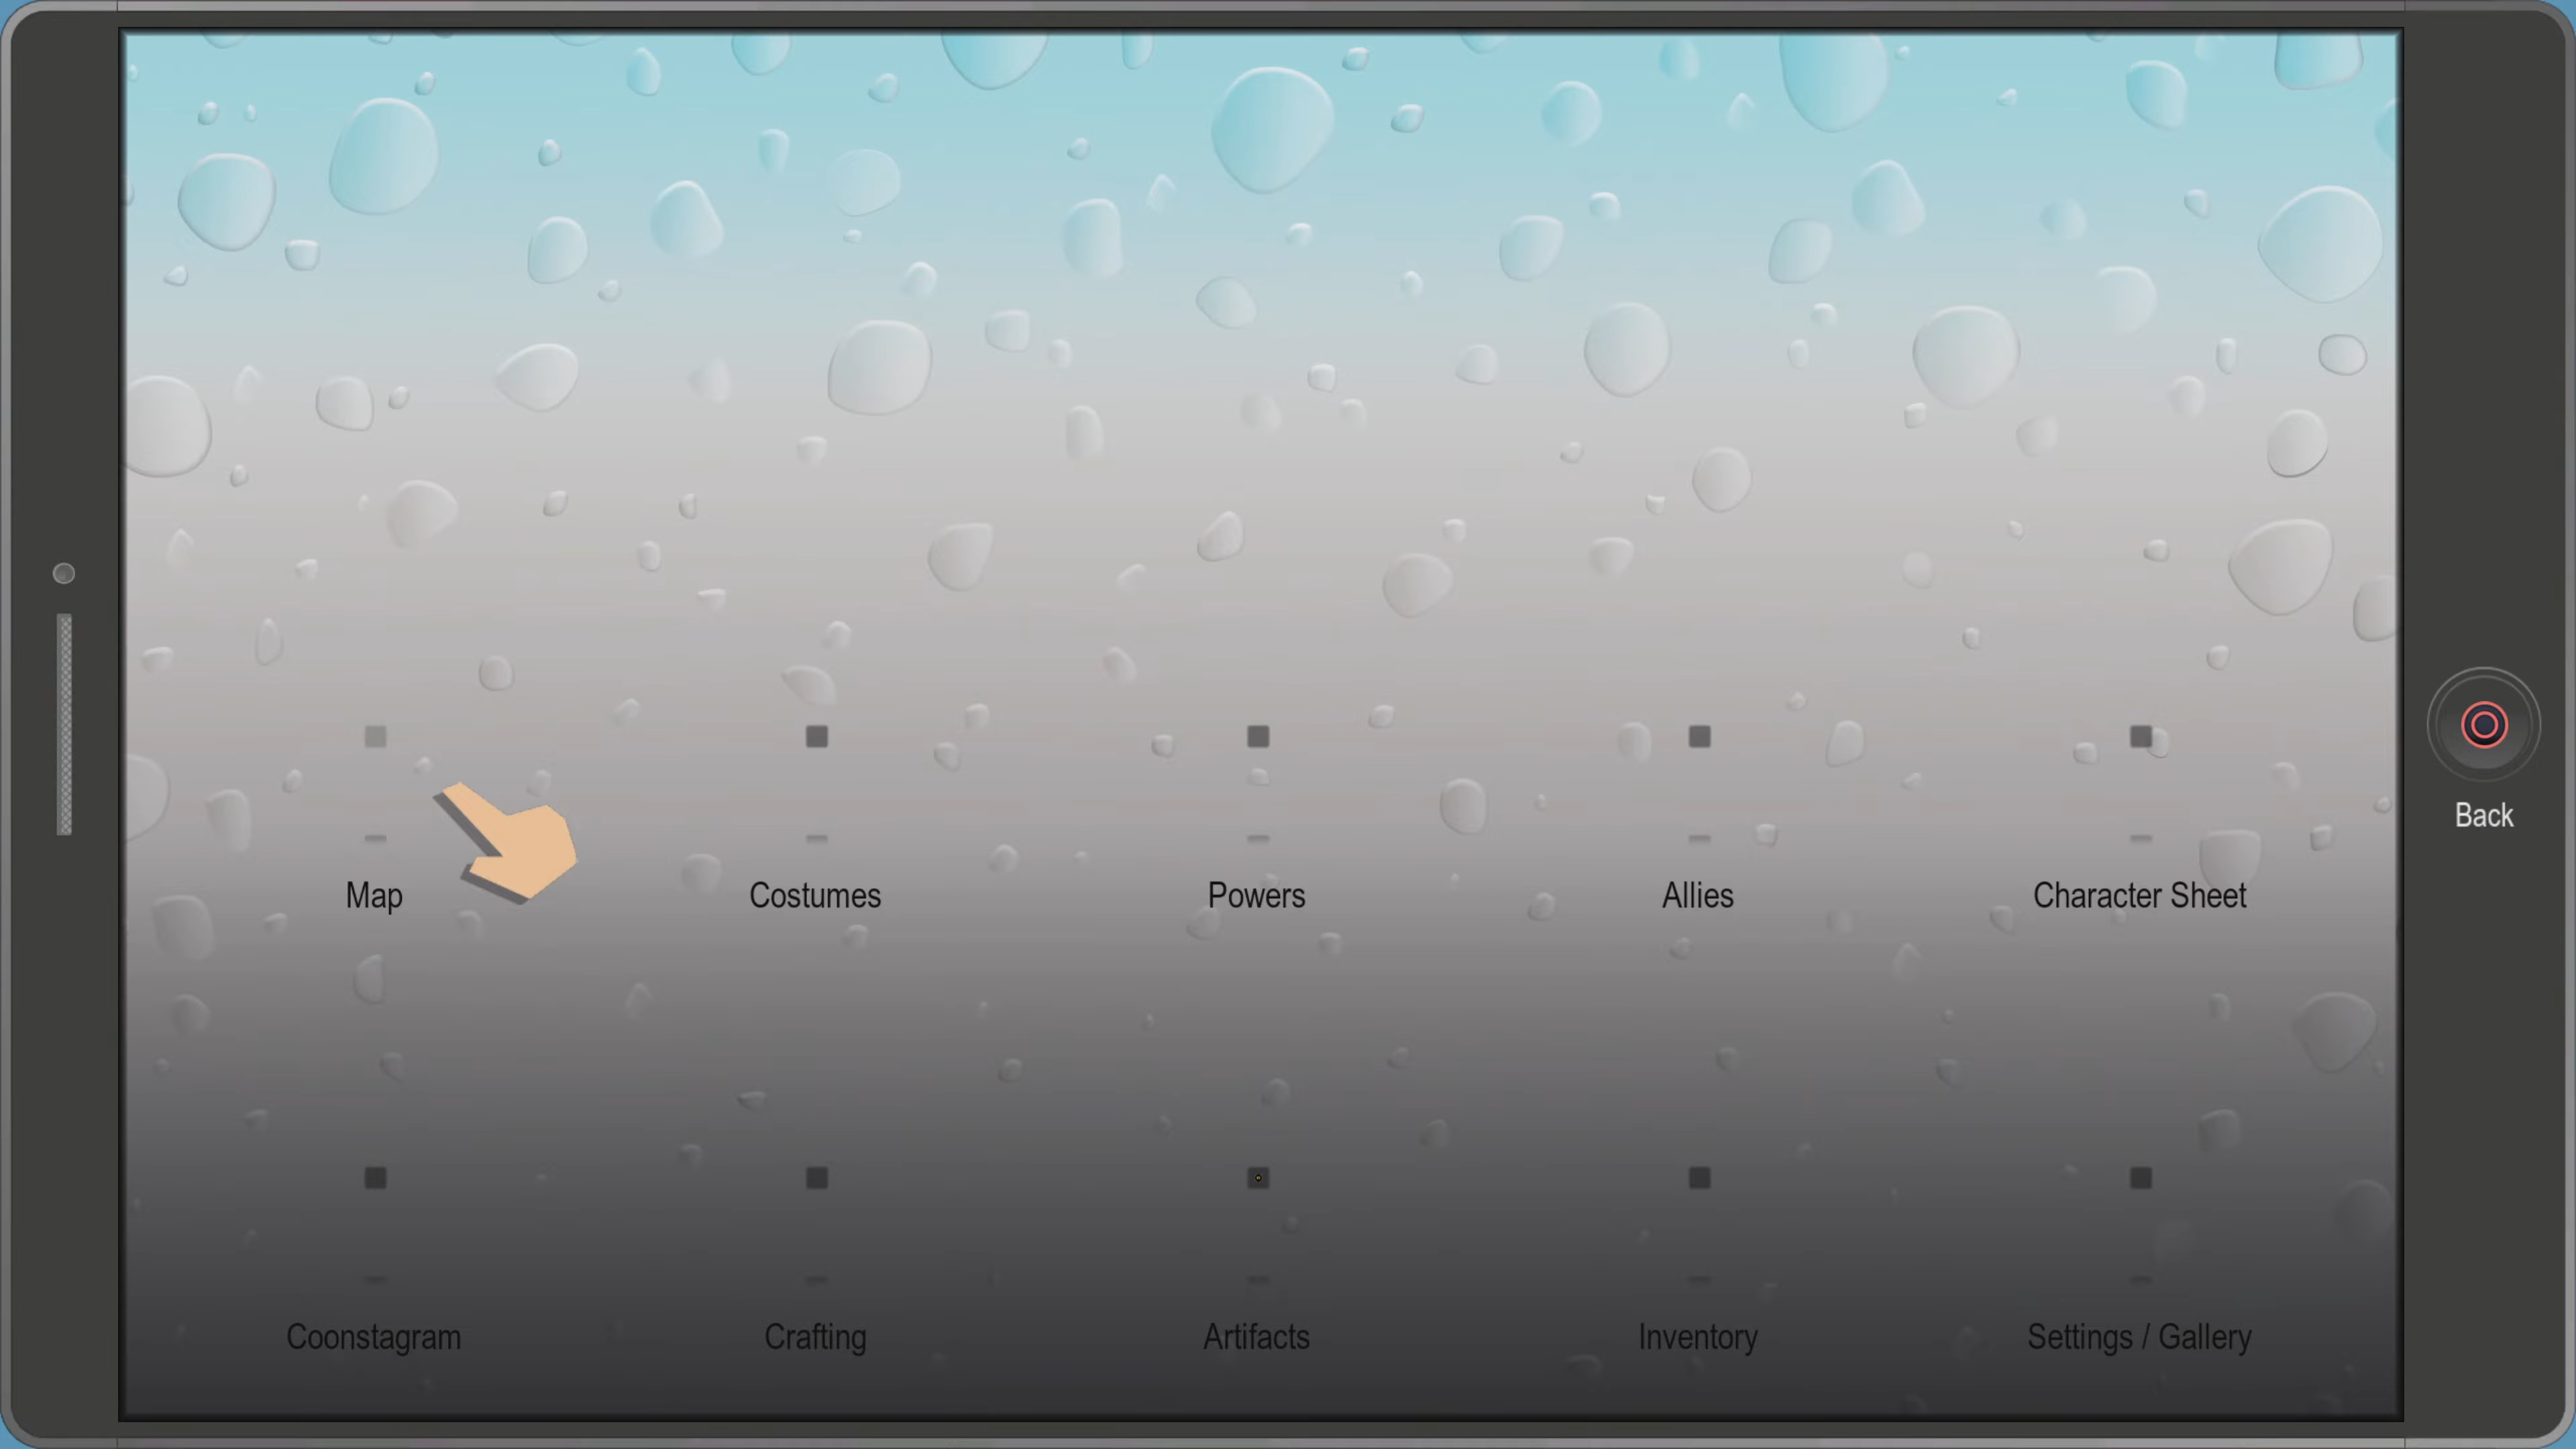 Back
Map
Costumes
Powers
Allies
Character Sheet
Coonstagram
Crafting
Artifacts
Inventory
Settings / Gallery